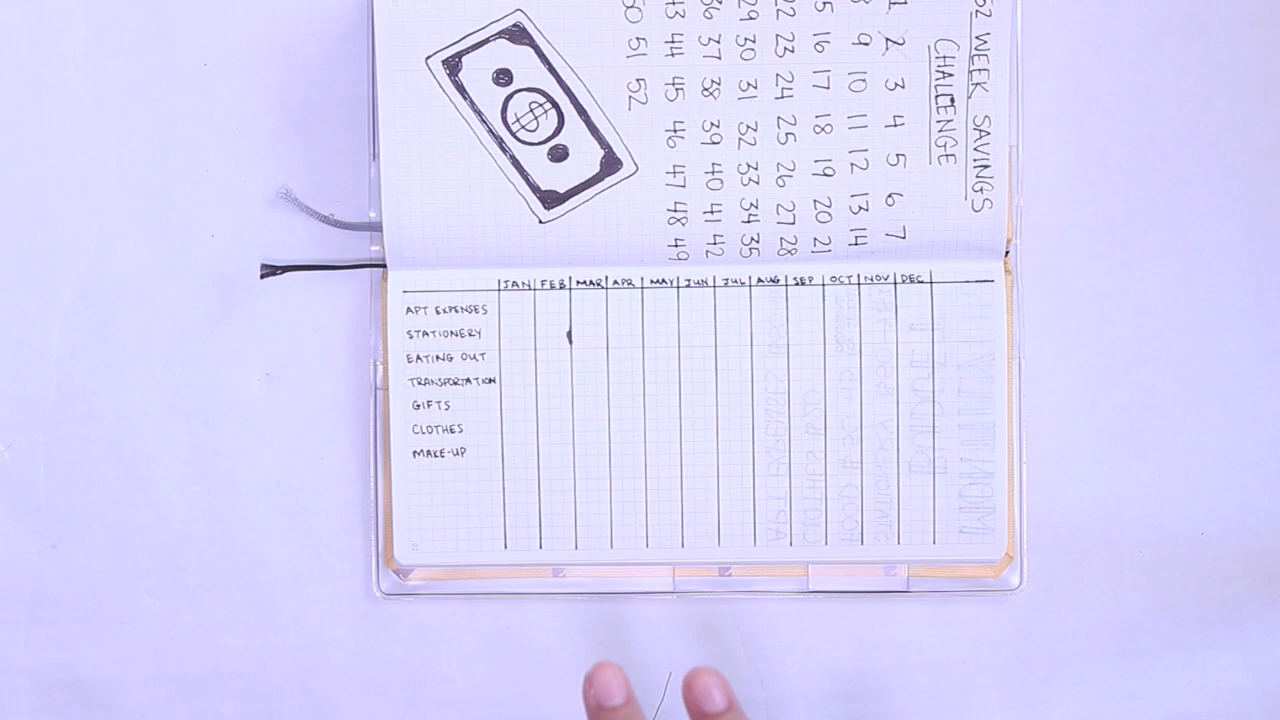 52 WEEK SAVINGS
CHALLENGE
1 2 3 4 5 6 7
8 9 10 11 12 13 14
15 16 17 18 19 20 21
22 23 24 25 26 27 28
29 30 31 32 33 34 35
36 37 38 39 40 41 42
43 44 45 46 47 48 49
50 51 52
$
JAN FEB MAR APR MAY JUN JUL AUG SEP OCT NOV DEC
APT EXPENSES
STATIONERY
EATING OUT
TRANSPORTATION
GIFTS
CLOTHES
MAKE-UP